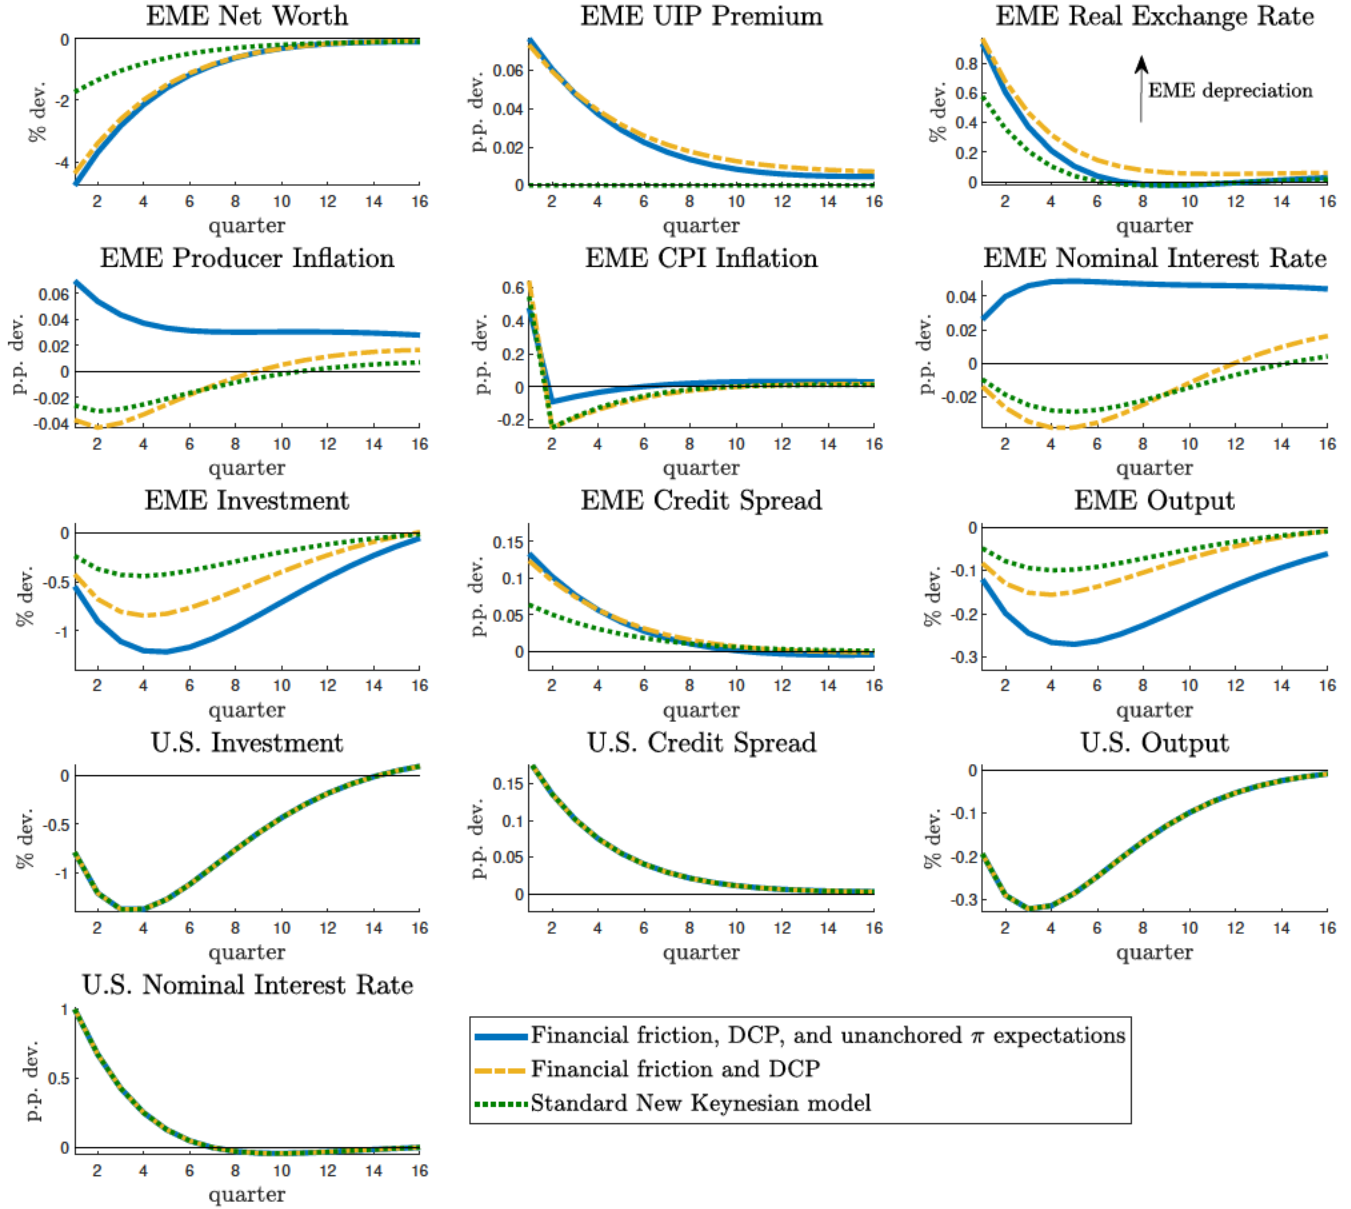 EME Net Worth
% dev.
0
-2
-4
2 4 6 8 10 12 14 16
quarter
EME UIP Premium
p.p. dev.
0.06
0.04
0.02
0
2 4 6 8 10 12 14 16
quarter
EME Real Exchange Rate
% dev.
0.8
0.6
0.4
0.2
0
EME depreciation
2 4 6 8 10 12 14 16
quarter
EME Producer Inflation
p.p. dev.
0.06
0.04
0.02
0
-0.02
-0.04
2 4 6 8 10 12 14 16
quarter
EME CPI Inflation
p.p. dev.
0.6
0.4
0.2
0
-0.2
2 4 6 8 10 12 14 16
quarter
EME Nominal Interest Rate
p.p. dev.
0.04
0.02
0
-0.02
2 4 6 8 10 12 14 16
quarter
EME Investment
% dev.
0
-0.5
-1
2 4 6 8 10 12 14 16
quarter
EME Credit Spread
p.p. dev.
0.15
0.1
0.05
0
2 4 6 8 10 12 14 16
quarter
EME Output
% dev.
0
-0.1
-0.2
-0.3
2 4 6 8 10 12 14 16
quarter
U.S. Investment
% dev.
0
-0.5
-1
2 4 6 8 10 12 14 16
quarter
U.S. Credit Spread
p.p. dev.
0.15
0.1
0.05
0
2 4 6 8 10 12 14 16
quarter
U.S. Output
% dev.
0
-0.1
-0.2
-0.3
2 4 6 8 10 12 14 16
quarter
U.S. Nominal Interest Rate
p.p. dev.
1
0.5
0
2 4 6 8 10 12 14 16
quarter
Financial friction, DCP, and unanchored π expectations
Financial friction and DCP
Standard New Keynesian model